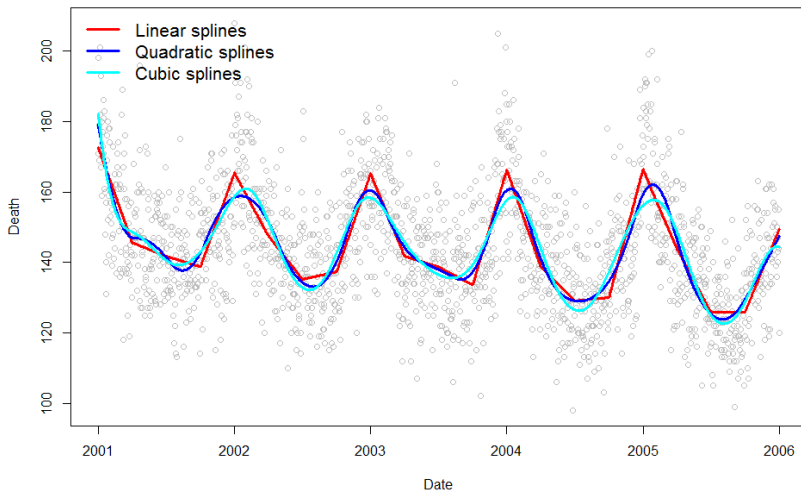 Linear splines
Quadratic splines
Cubic splines
200
180
160
140
120
100
Death
2001 2002 2003 2004 2005 2006
Date